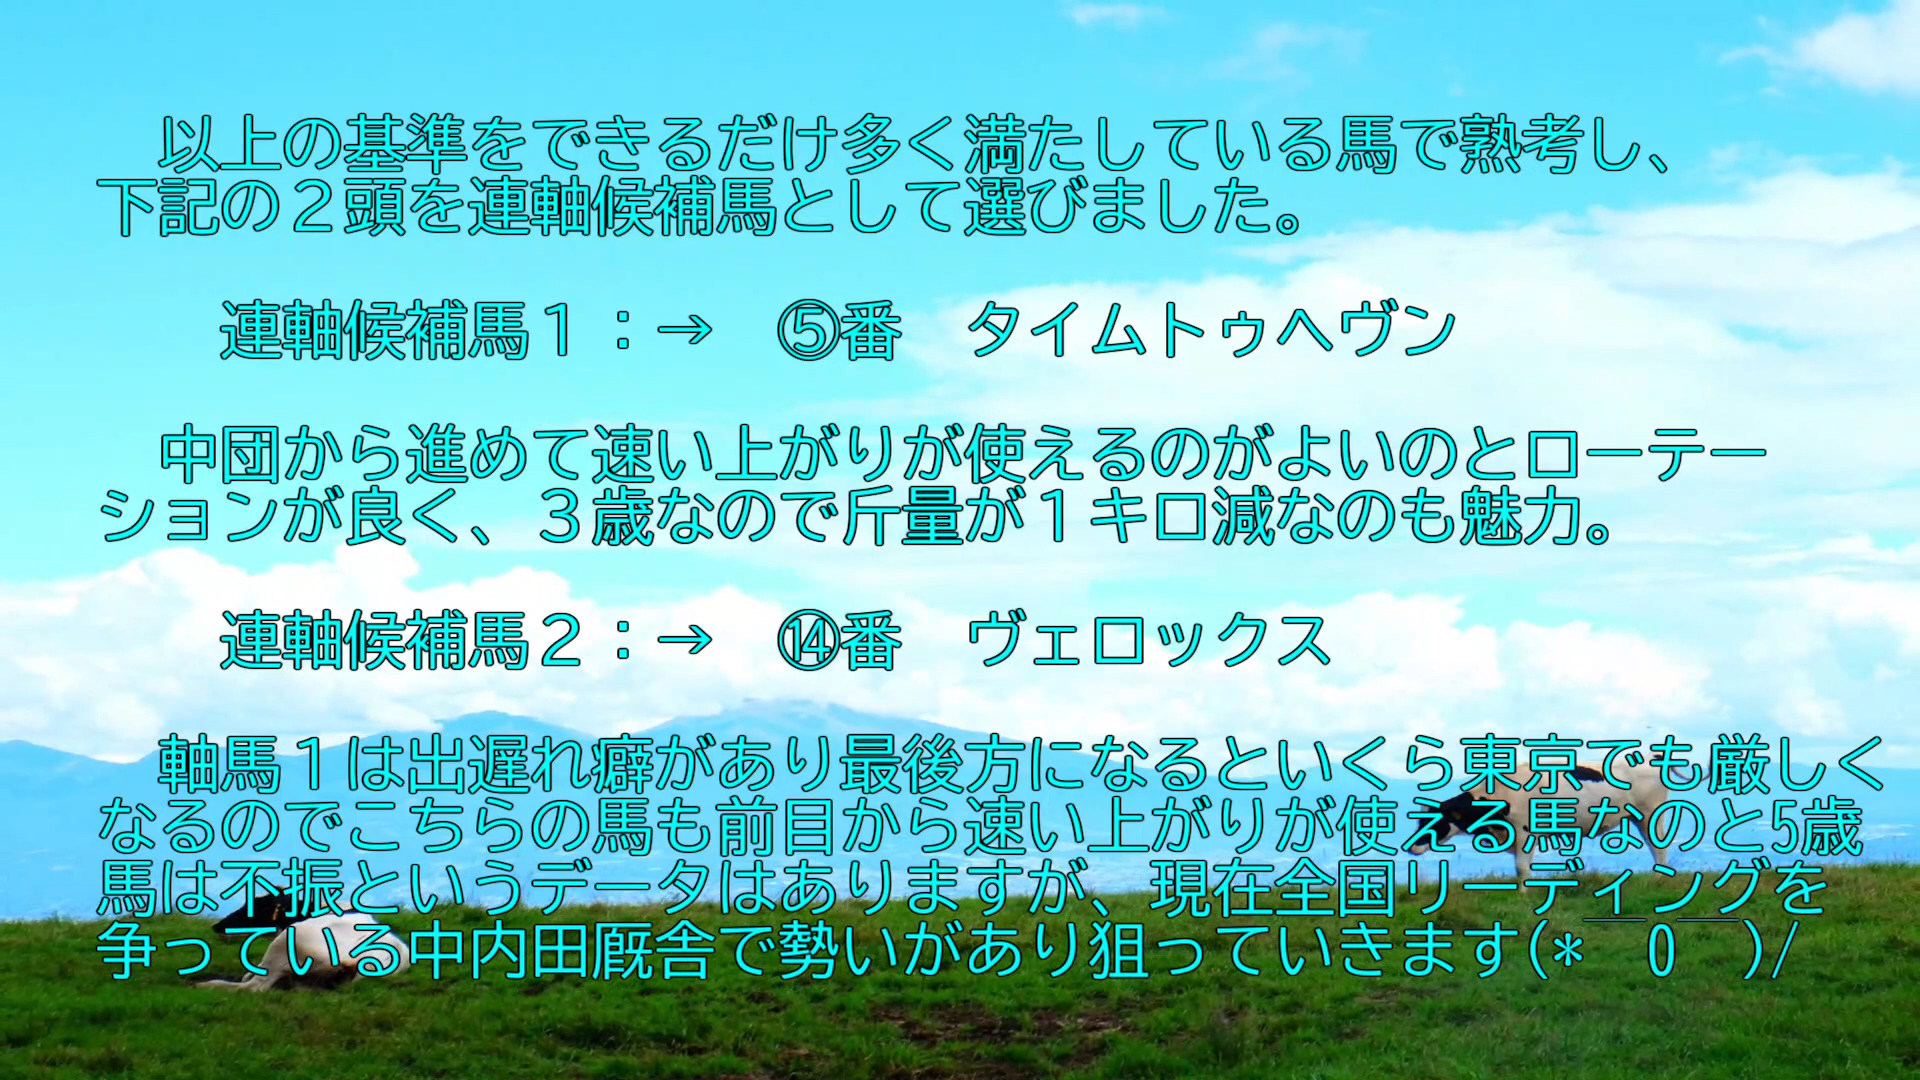 以上の基準をできるだけ多く満たしている馬で熟考し、
下記の２頭を連軸候補馬として選びました。
連軸候補馬１：→　⑤番　タイムトゥヘヴン
中団から進めて速い上がりが使えるのがよいのとローテー
ションが良く、３歳なので斤量が１キロ減なのも魅力。
連軸候補馬２：→　⑭番　ヴェロックス
軸馬１は出遅れ癖があり最後方になるといくら東京でも厳しく
なるのでこちらの馬も前目から速い上がりが使える馬なのと5歳
馬は不振というデータはありますが、現在全国リーディングを
争っている中内田厩舎で勢いがあり狙っていきます(*￣0￣)/